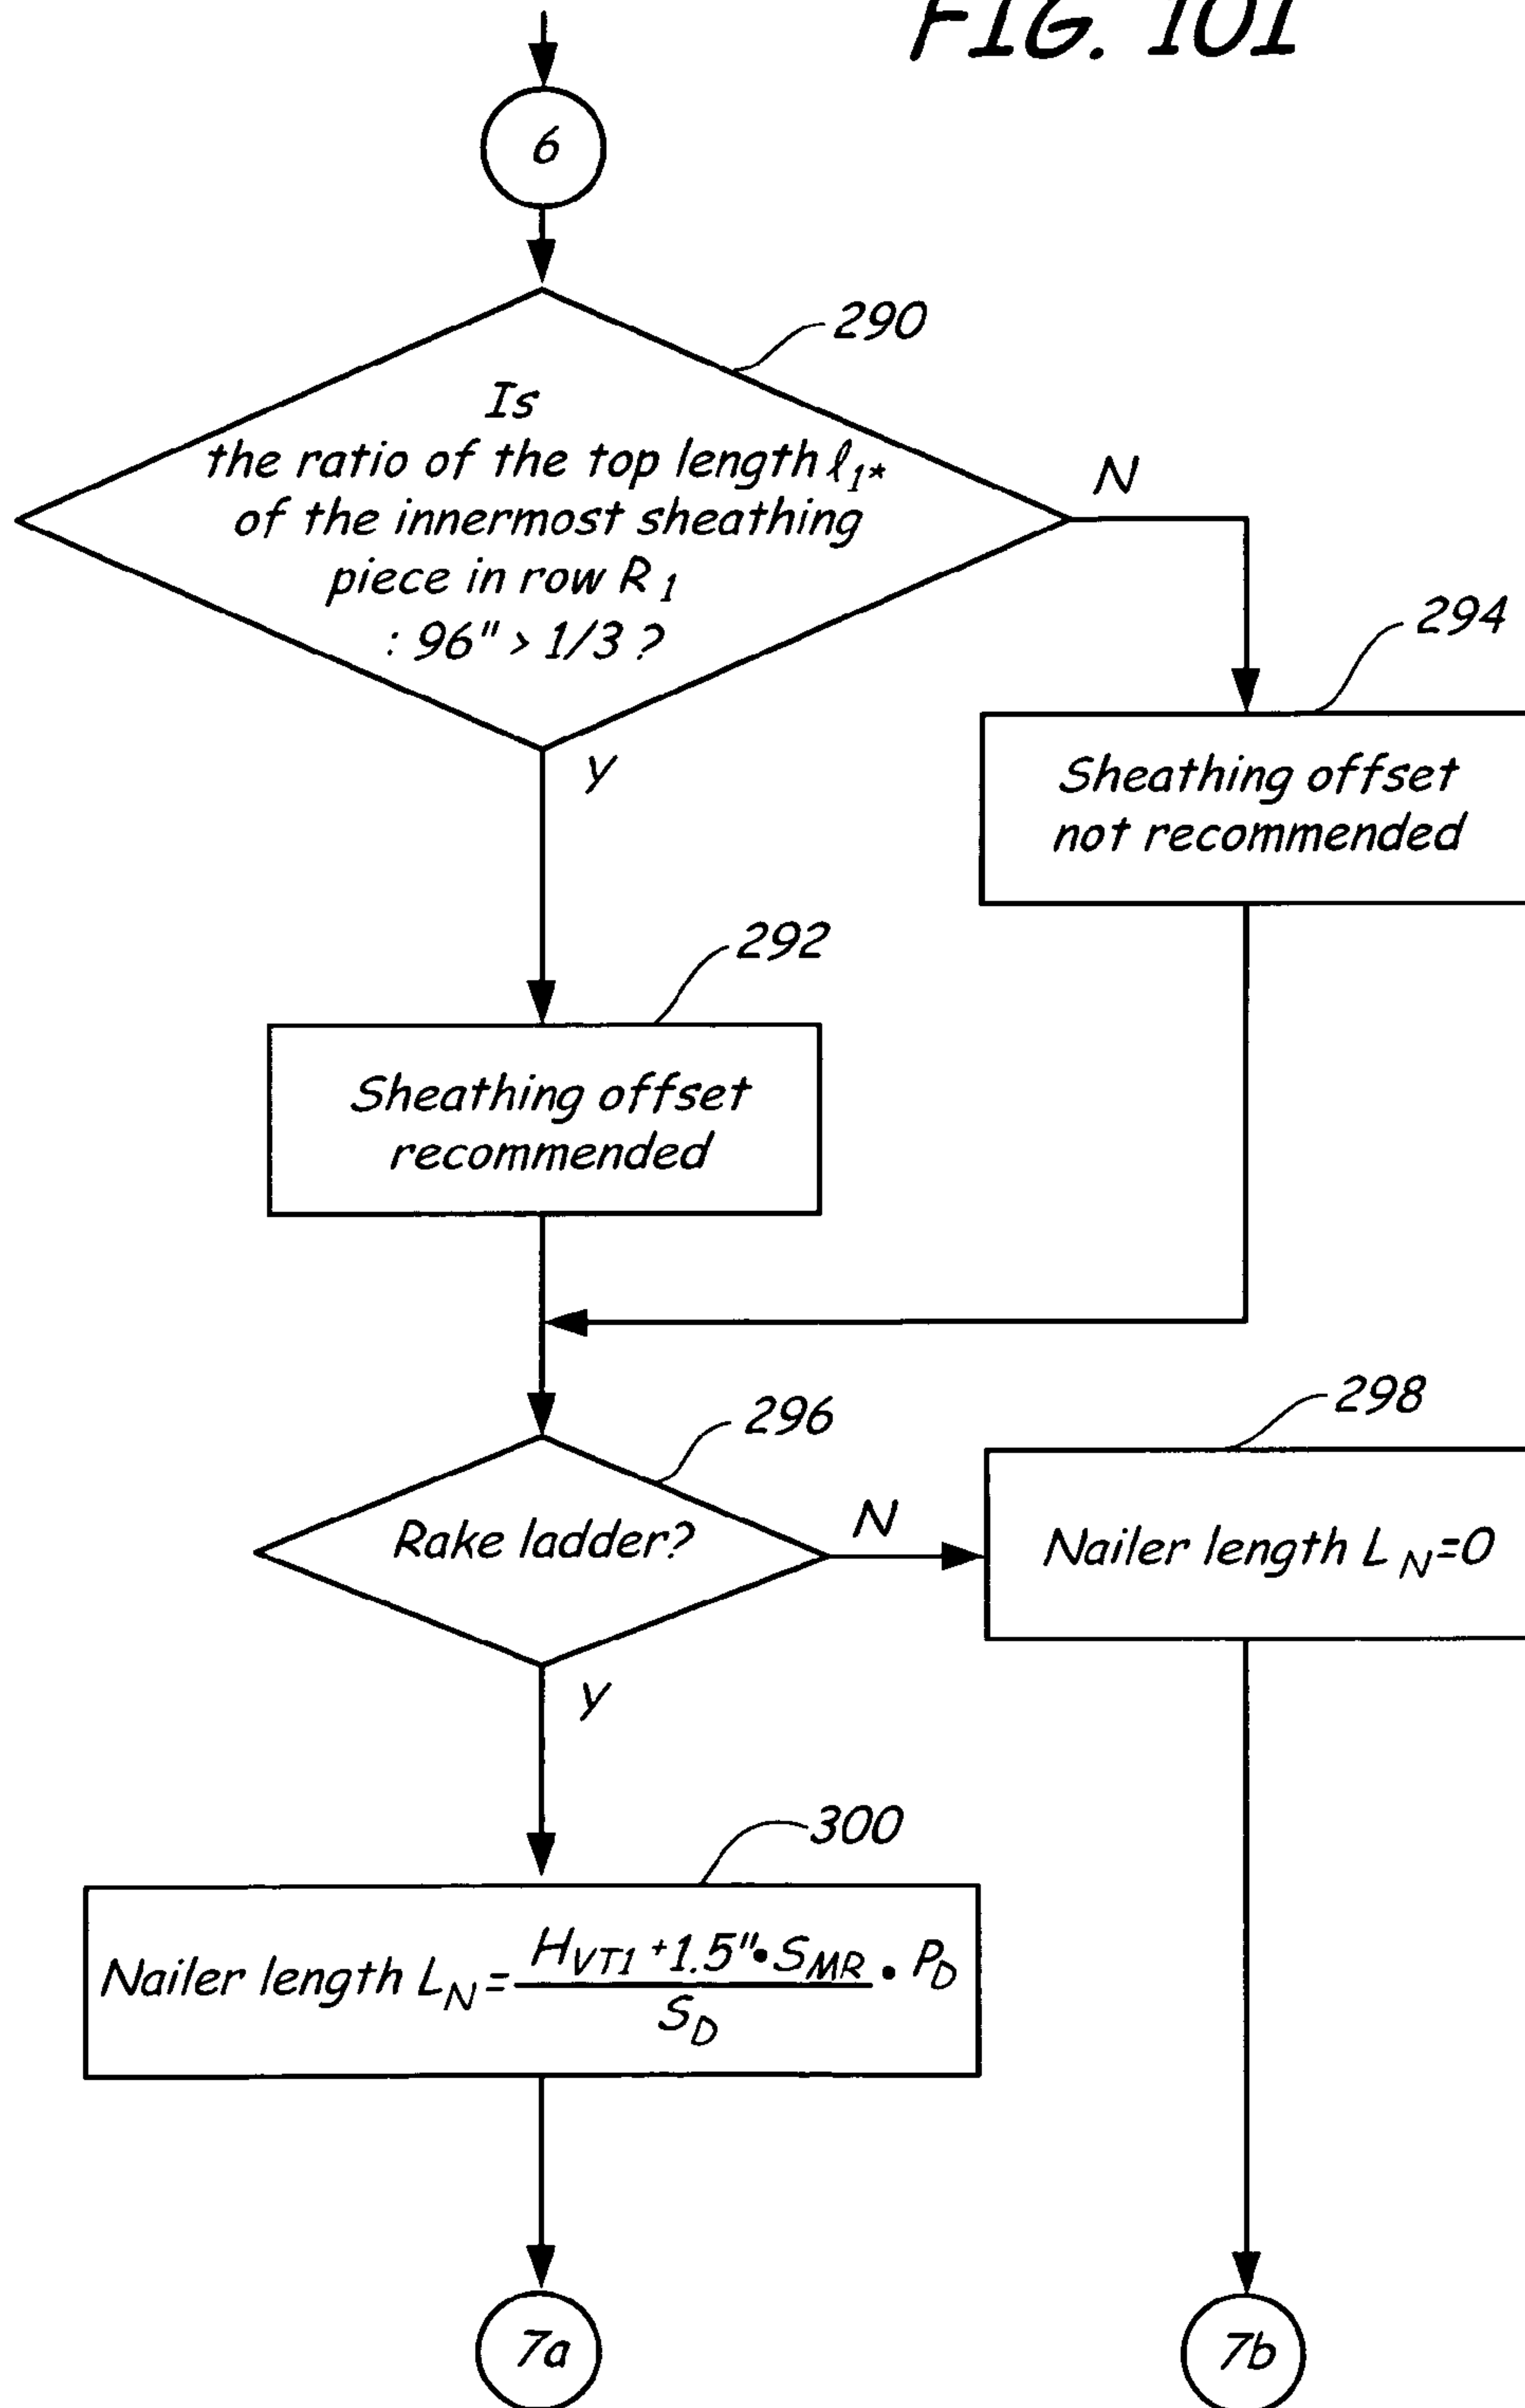 FIG. 10I
6
290
Is
the ratio of the top length ℓ1*
of the innermost sheathing
piece in row R1
: 96" > 1/3 ?
N
Y
294
Sheathing offset
not recommended
292
Sheathing offset
recommended
296
Rake ladder?
N
298
Nailer length LN=0
Y
300
Nailer length LN = HVT1 + 1.5" • SMR / SD • PD
7a
7b